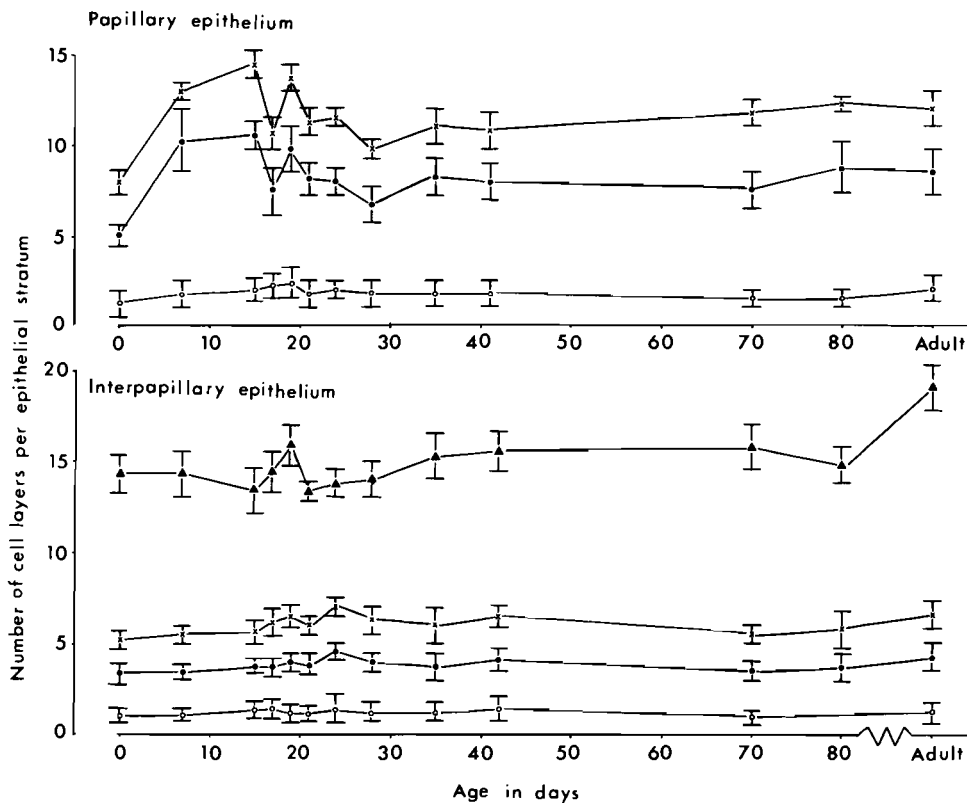 Papillary epithelium
15
10
5
0
0 10 20 30 40 50 60 70 80 Adult
Interpapillary epithelium
20
15
10
5
0
0 10 20 30 40 50 60 70 80 Adult
Age in days
Number of cell layers per epithelial stratum